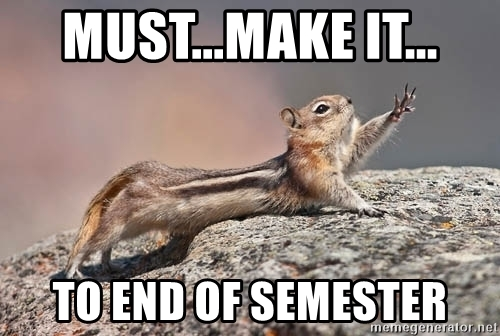 MUST...MAKE IT...
TO END OF SEMESTER
memegenerator.net